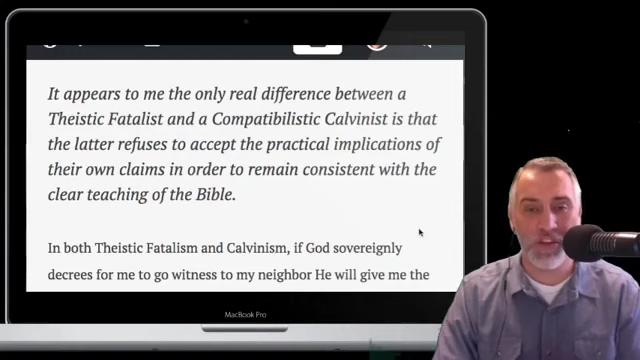 It appears to me the only real difference between a
Theistic Fatalist and a Compatibilistic Calvinist is that
the latter refuses to accept the practical implications of
their own claims in order to remain consistent with the
clear teaching of the Bible.
In both Theistic Fatalism and Calvinism, if God sovereignly
decrees for me to go witness to my neighbor He will give me the
MacBook Pro